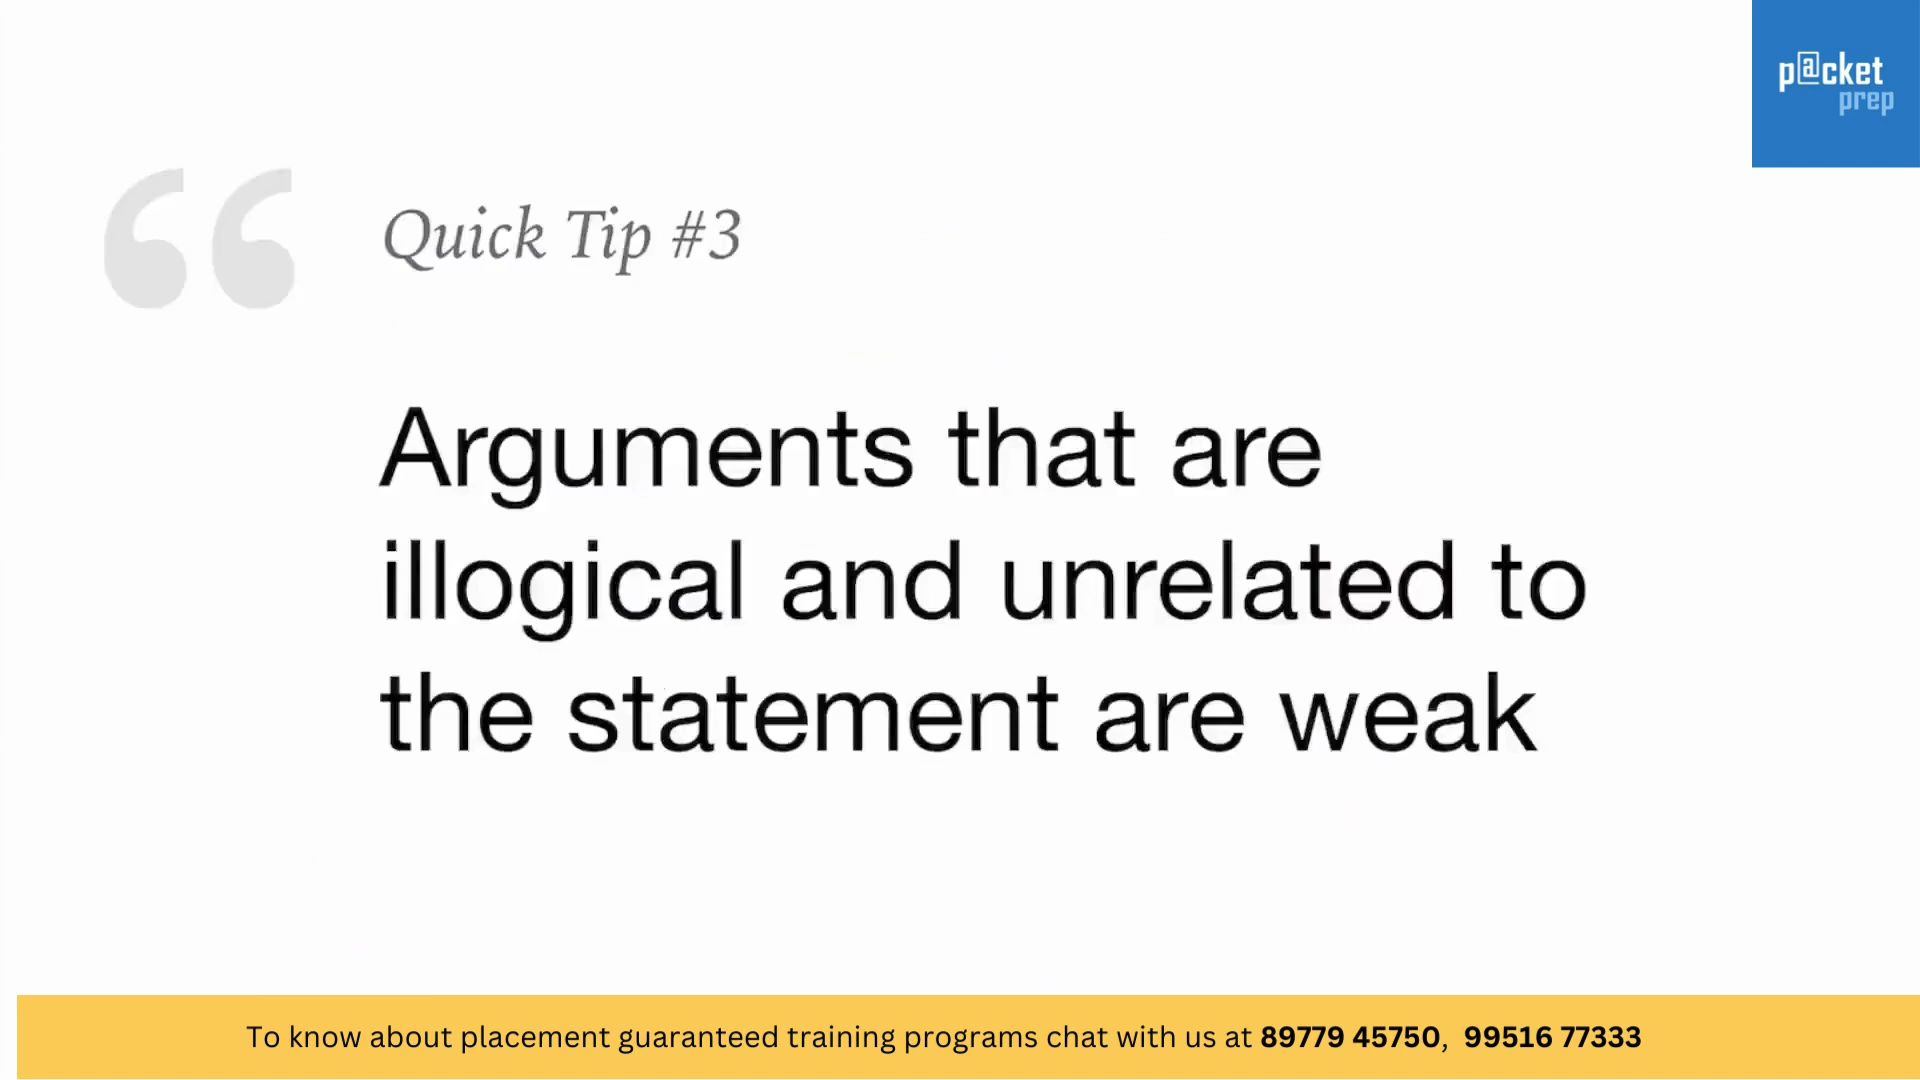 p@cket
prep
“
Quick Tip #3
Arguments that are
illogical and unrelated to
the statement are weak
To know about placement guaranteed training programs chat with us at 89779 45750, 99516 77333